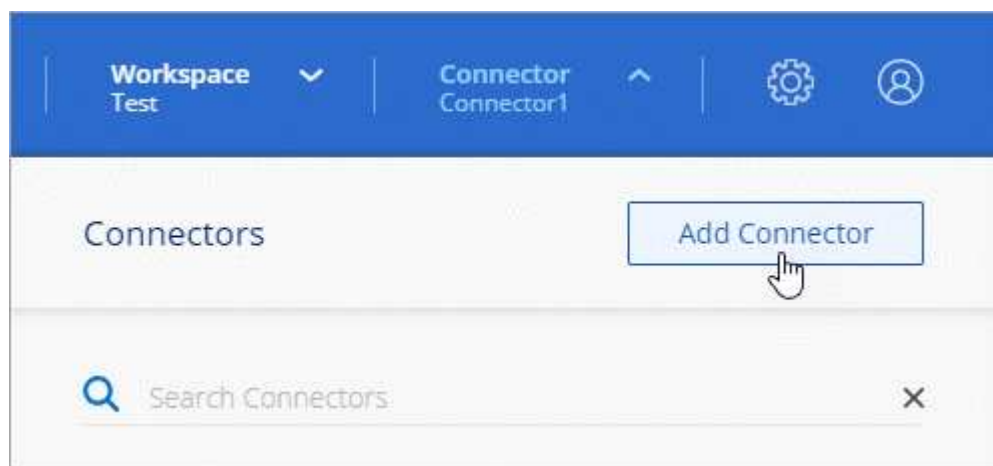 Workspace
Test
Connector
Connector1
Connectors
Add Connector
Search Connectors